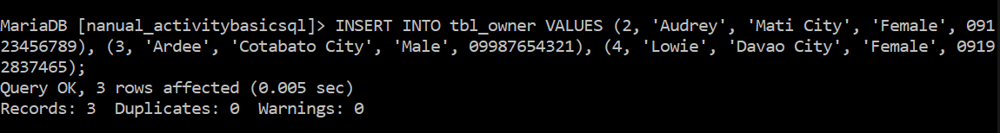 MariaDB [nanual_activitybasicsql]> INSERT INTO tbl_owner VALUES (2, 'Audrey', 'Mati City', 'Female', 091
23456789), (3, 'Ardee', 'Cotabato City', 'Male', 09987654321), (4, 'Lowie', 'Davao City', 'Female', 0919
2837465);
Query OK, 3 rows affected (0.005 sec)
Records: 3  Duplicates: 0  Warnings: 0